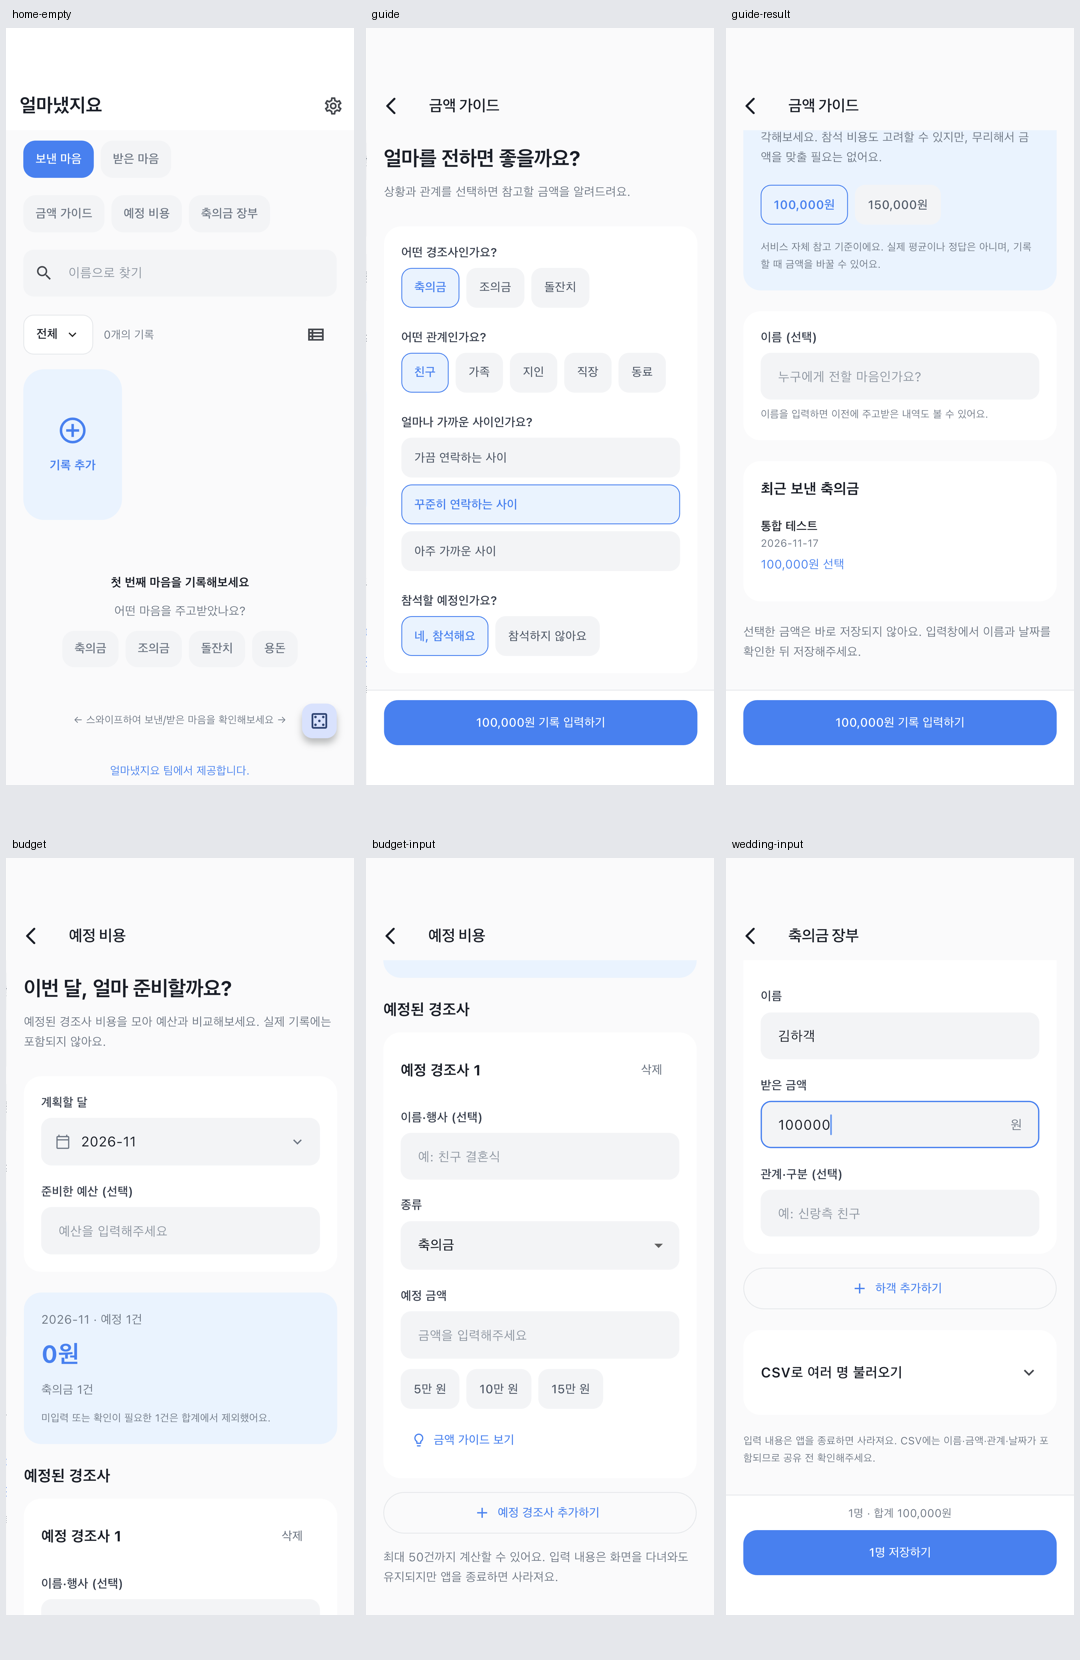 home-empty
얼마냈지요
보낸 마음
받은 마음
금액 가이드
예정 비용
축의금 장부
이름으로 찾기
전체
0개의 기록
기록 추가
첫 번째 마음을 기록해보세요
어떤 마음을 주고받았나요?
축의금
조의금
돌잔치
용돈
← 스와이프하여 보낸/받은 마음을 확인해보세요 →
얼마냈지요 팀에서 제공합니다.
guide
금액 가이드
얼마를 전하면 좋을까요?
상황과 관계를 선택하면 참고할 금액을 알려드려요.
어떤 경조사인가요?
축의금
조의금
돌잔치
어떤 관계인가요?
친구
가족
지인
직장
동료
얼마나 가까운 사이인가요?
가끔 연락하는 사이
꾸준히 연락하는 사이
아주 가까운 사이
참석할 예정인가요?
네, 참석해요
참석하지 않아요
100,000원 기록 입력하기
guide-result
금액 가이드
각해보세요. 참석 비용도 고려할 수 있지만, 무리해서 금
액을 맞출 필요는 없어요.
100,000원
150,000원
서비스 자체 참고 기준이에요. 실제 평균이나 정답은 아니며, 기록
할 때 금액을 바꿀 수 있어요.
이름 (선택)
누구에게 전할 마음인가요?
이름을 입력하면 이전에 주고받은 내역도 볼 수 있어요.
최근 보낸 축의금
통합 테스트
2026-11-17
100,000원 선택
선택한 금액은 바로 저장되지 않아요. 입력창에서 이름과 날짜를
확인한 뒤 저장해주세요.
100,000원 기록 입력하기
budget
예정 비용
이번 달, 얼마 준비할까요?
예정된 경조사 비용을 모아 예산과 비교해보세요. 실제 기록에는
포함되지 않아요.
계획할 달
2026-11
준비한 예산 (선택)
예산을 입력해주세요
2026-11 · 예정 1건
0원
축의금 1건
미입력 또는 확인이 필요한 1건은 합계에서 제외했어요.
예정된 경조사
예정 경조사 1
삭제
이름·행사 (선택)
budget-input
예정 비용
예정된 경조사
예정 경조사 1
삭제
이름·행사 (선택)
예: 친구 결혼식
종류
축의금
예정 금액
금액을 입력해주세요
5만 원
10만 원
15만 원
금액 가이드 보기
+ 예정 경조사 추가하기
최대 50건까지 계산할 수 있어요. 입력 내용은 화면을 다녀와도
유지되지만 앱을 종료하면 사라져요.
wedding-input
축의금 장부
이름
김하객
받은 금액
100000
원
관계·구분 (선택)
예: 신랑측 친구
+ 하객 추가하기
CSV로 여러 명 불러오기
입력 내용은 앱을 종료하면 사라져요. CSV에는 이름·금액·관계·날짜가 포
함되므로 공유 전 확인해주세요.
1명 · 합계 100,000원
1명 저장하기